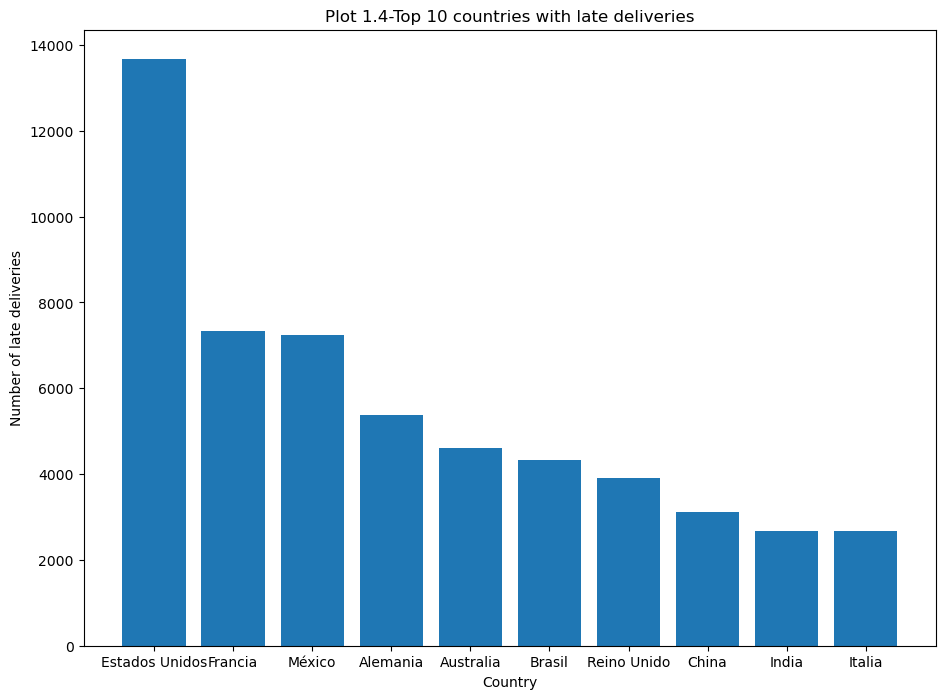 Plot 1.4-Top 10 countries with late deliveries
Number of late deliveries
14000
12000
10000
8000
6000
4000
2000
0
Estados Unidos Francia México Alemania Australia Brasil Reino Unido China India Italia
Country